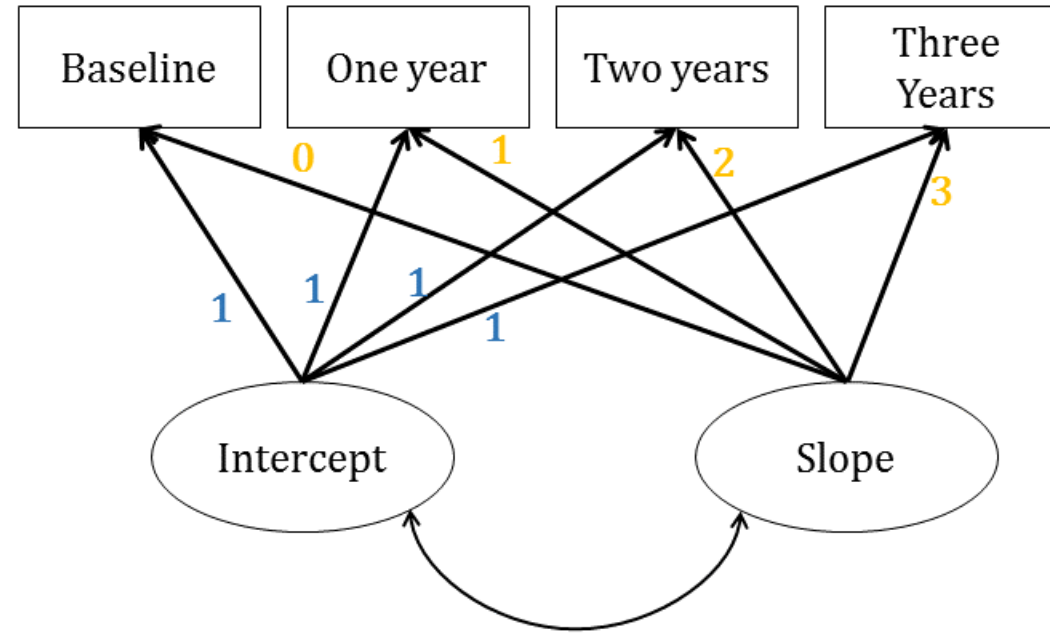 Baseline
One year
Two years
Three
Years
0
1
2
3
1
1
1
1
Intercept
Slope